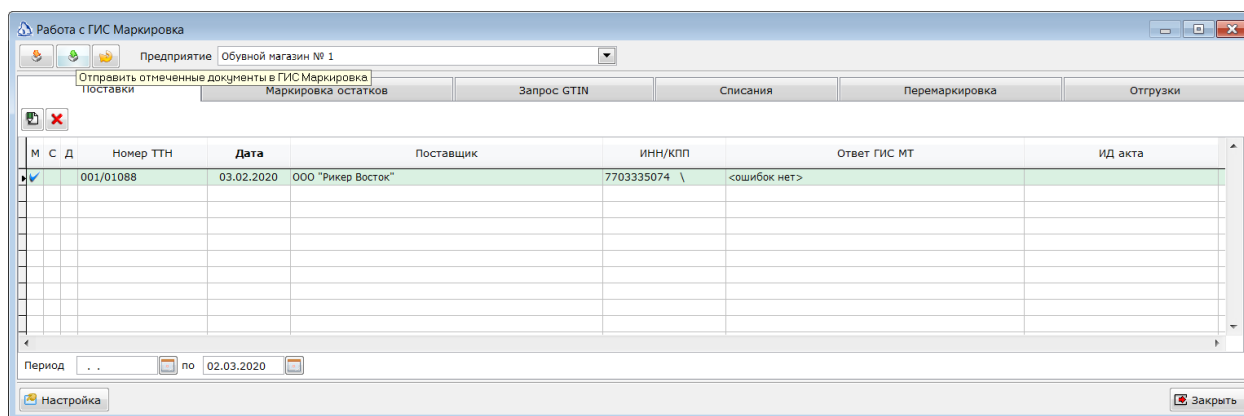 Работа с ГИС Маркировка
Предприятие Обувной магазин № 1
Отправить отмеченные документы в ГИС Маркировка
Поставки Маркировка остатков Запрос GTIN Списания Перемаркировка Отгрузки
М С Д Номер ТТН Дата Поставщик ИНН/КПП Ответ ГИС МТ ИД акта
001/01088 03.02.2020 ООО "Рикер Восток" 7703335074 \ <ошибок нет>
Период . . по 02.03.2020
Настройка Закрыть